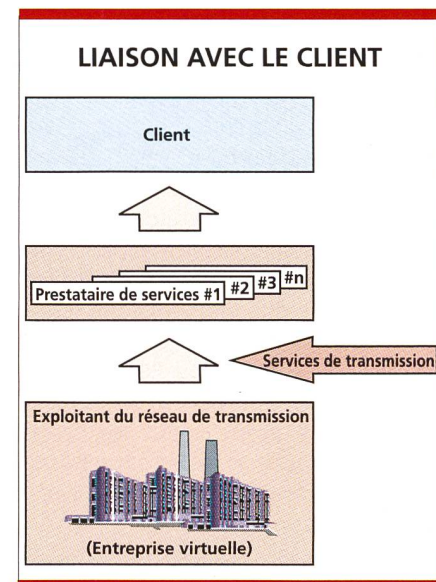 LIAISON AVEC LE CLIENT
Client
Prestataire de services #1
#2
#3
#n
Services de transmission
Exploitant du réseau de transmission
(Entreprise virtuelle)